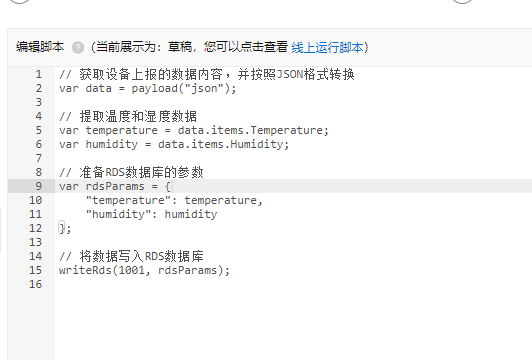 编辑脚本 ? （当前展示为：草稿，您可以点击查看 线上运行脚本）
1 // 获取设备上报的数据内容，并按照JSON格式转换
2 var data = payload("json");
3
4 // 提取温度和湿度数据
5 var temperature = data.items.Temperature;
6 var humidity = data.items.Humidity;
7
8 // 准备RDS数据库的参数
9 var rdsParams = {
10 "temperature": temperature,
11 "humidity": humidity
12 };
13
14 // 将数据写入RDS数据库
15 writeRds(1001, rdsParams);
16